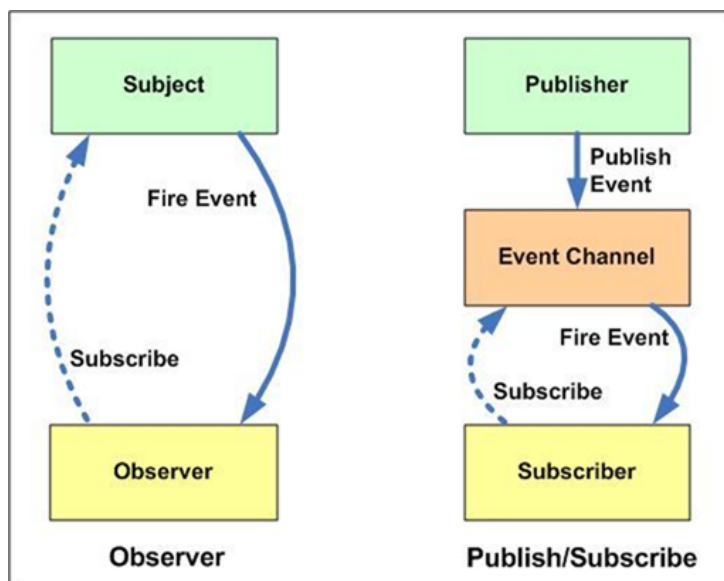 Subject
Fire Event
Subscribe
Observer
Observer
Publisher
Publish
Event
Event Channel
Fire Event
Subscribe
Subscriber
Publish/Subscribe